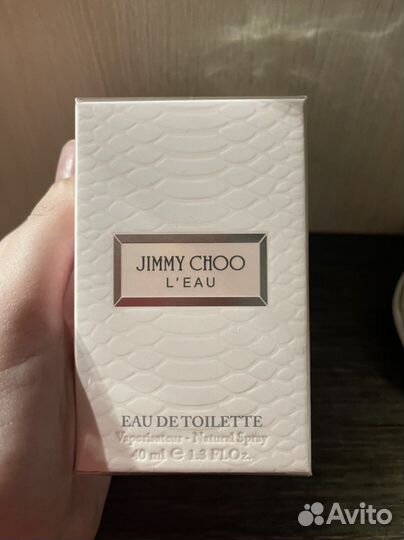 JIMMY CHOO
L'EAU
EAU DE TOILETTE
Vaporisateur - Natural Spray
40 ml e 1.3 Fl.Oz.
Avito